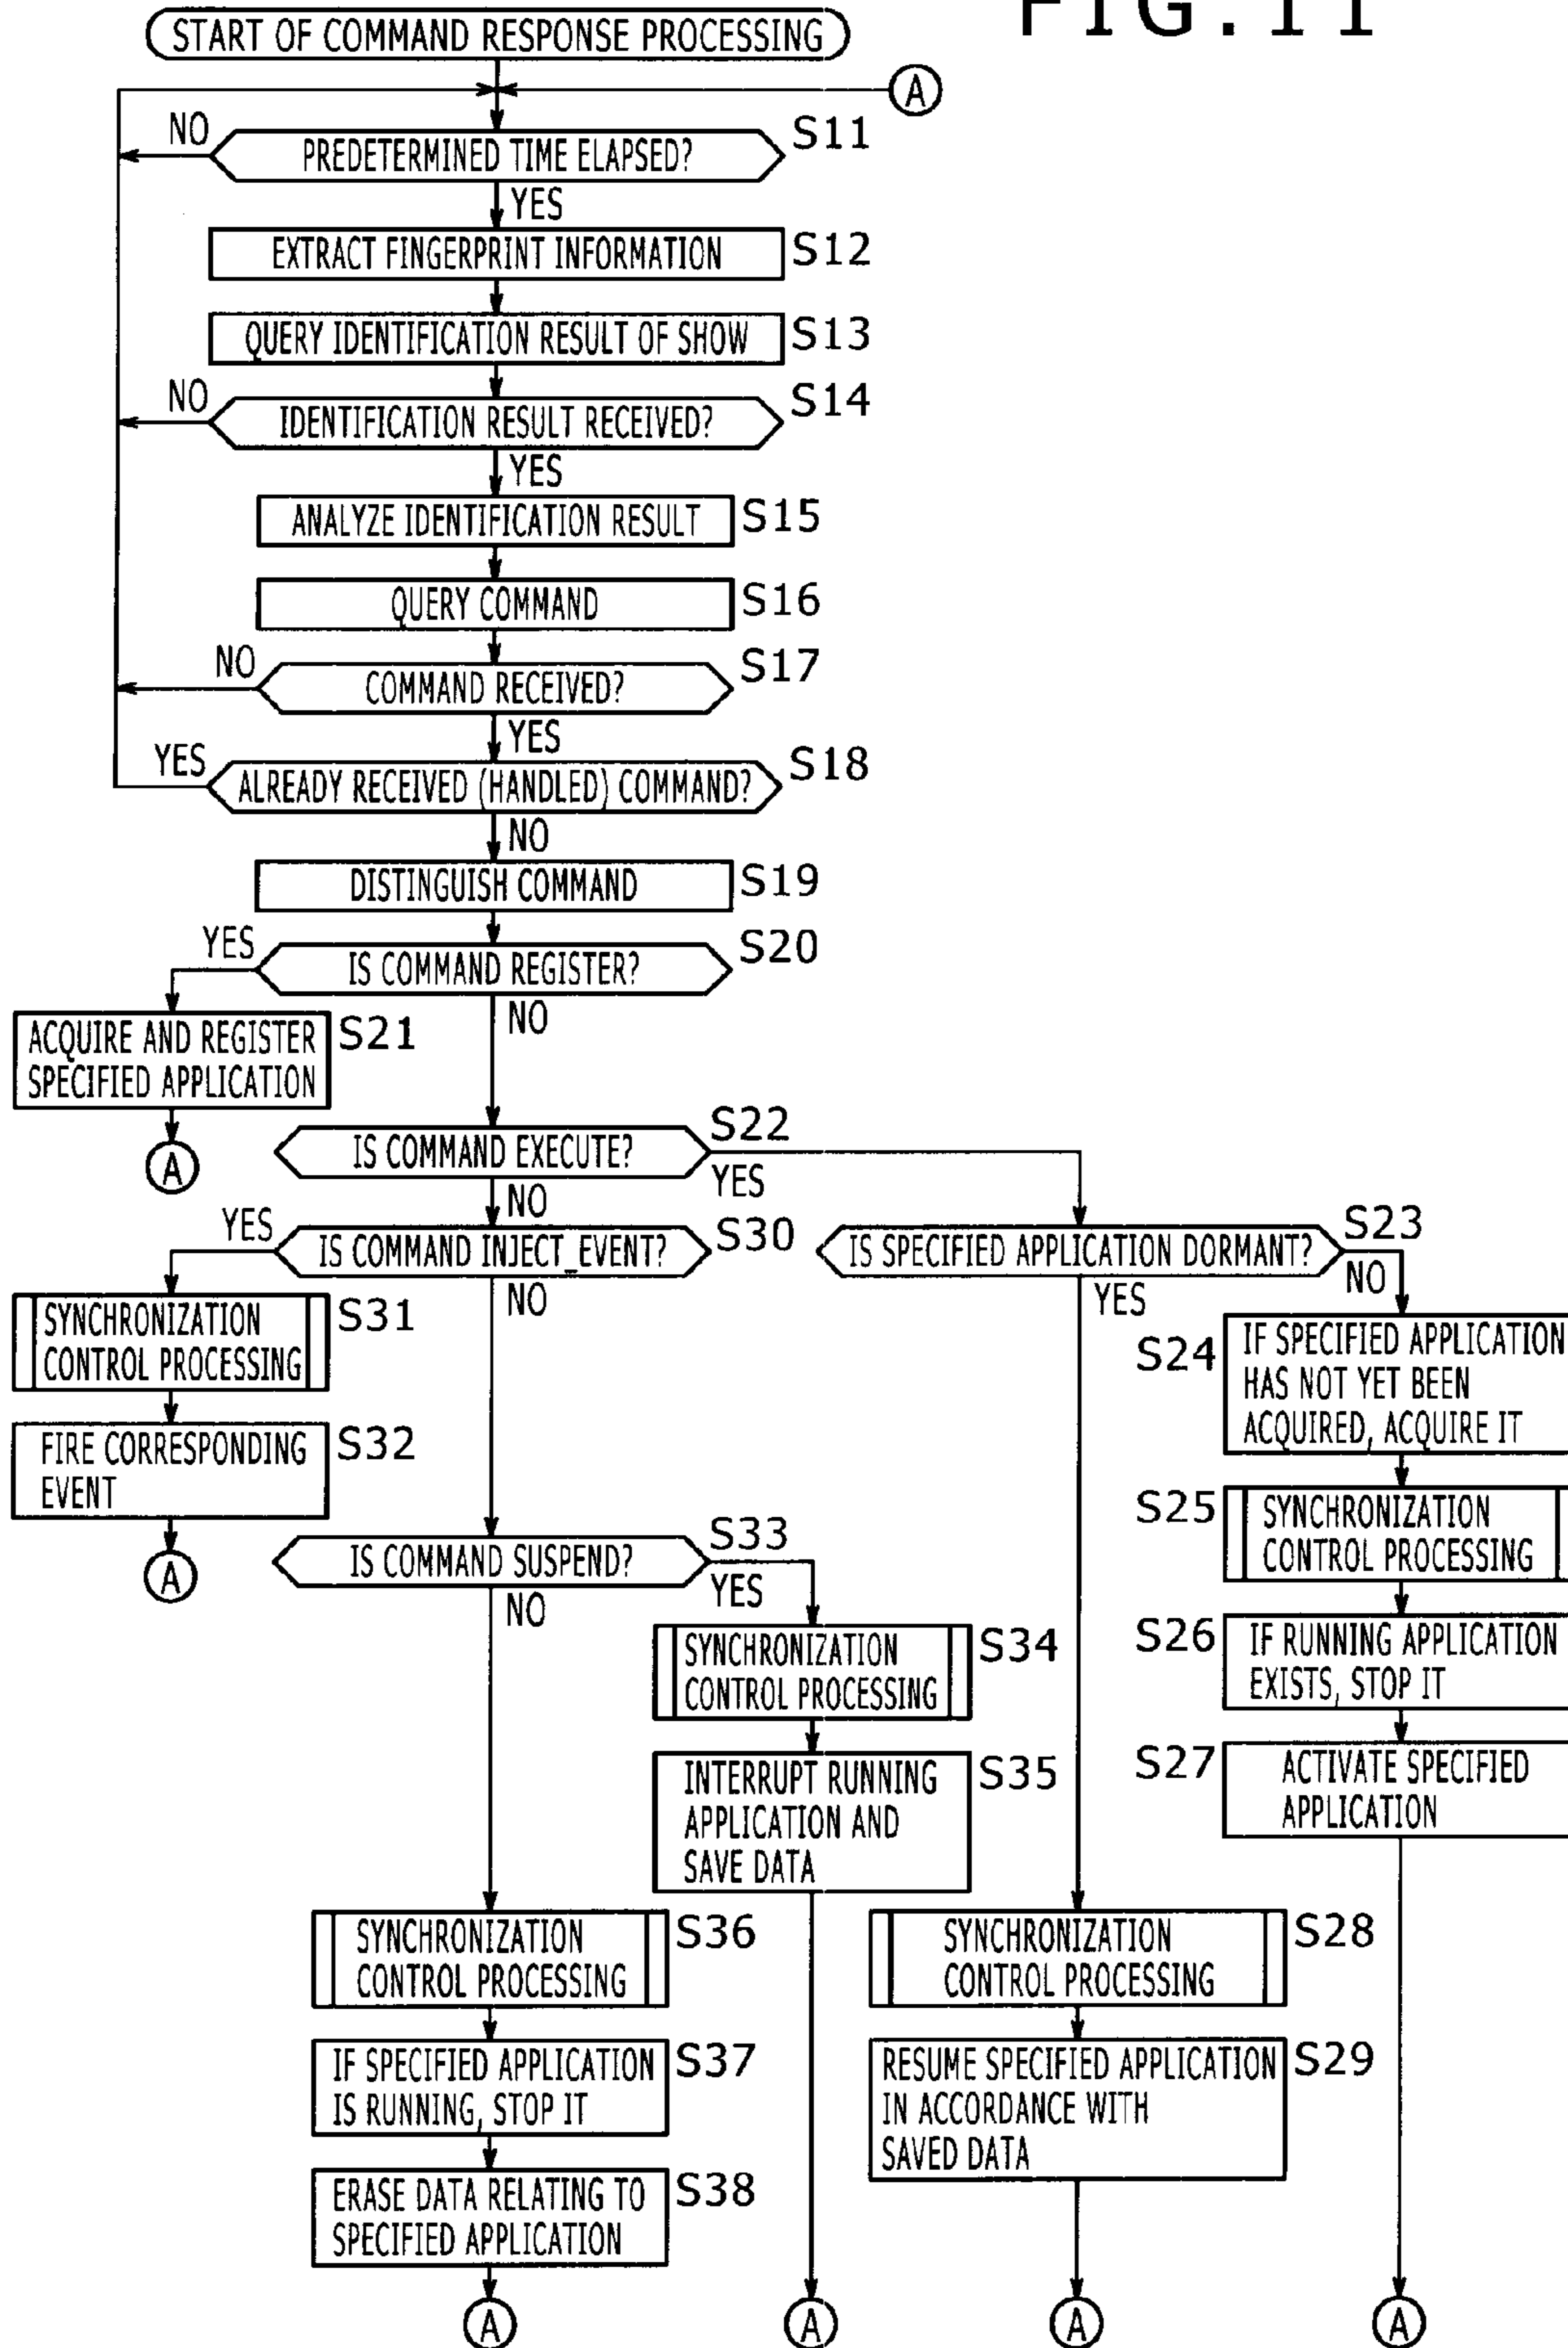 FIG.11
START OF COMMAND RESPONSE PROCESSING
A
NO
PREDETERMINED TIME ELAPSED?
S11
YES
EXTRACT FINGERPRINT INFORMATION
S12
QUERY IDENTIFICATION RESULT OF SHOW
S13
NO
IDENTIFICATION RESULT RECEIVED?
S14
YES
ANALYZE IDENTIFICATION RESULT
S15
QUERY COMMAND
S16
NO
COMMAND RECEIVED?
S17
YES
YES
ALREADY RECEIVED (HANDLED) COMMAND?
S18
NO
DISTINGUISH COMMAND
S19
YES
IS COMMAND REGISTER?
S20
NO
ACQUIRE AND REGISTER
SPECIFIED APPLICATION
S21
A
IS COMMAND EXECUTE?
S22
YES
NO
YES
IS COMMAND INJECT_EVENT?
S30
NO
IS SPECIFIED APPLICATION DORMANT?
S23
NO
YES
SYNCHRONIZATION
CONTROL PROCESSING
S31
FIRE CORRESPONDING
EVENT
S32
A
S24
IF SPECIFIED APPLICATION
HAS NOT YET BEEN
ACQUIRED, ACQUIRE IT
S25
SYNCHRONIZATION
CONTROL PROCESSING
S26
IF RUNNING APPLICATION
EXISTS, STOP IT
S27
ACTIVATE SPECIFIED
APPLICATION
IS COMMAND SUSPEND?
S33
YES
NO
SYNCHRONIZATION
CONTROL PROCESSING
S34
INTERRUPT RUNNING
APPLICATION AND
SAVE DATA
S35
SYNCHRONIZATION
CONTROL PROCESSING
S36
IF SPECIFIED APPLICATION
IS RUNNING, STOP IT
S37
ERASE DATA RELATING TO
SPECIFIED APPLICATION
S38
SYNCHRONIZATION
CONTROL PROCESSING
S28
RESUME SPECIFIED APPLICATION
IN ACCORDANCE WITH
SAVED DATA
S29
A
A
A
A